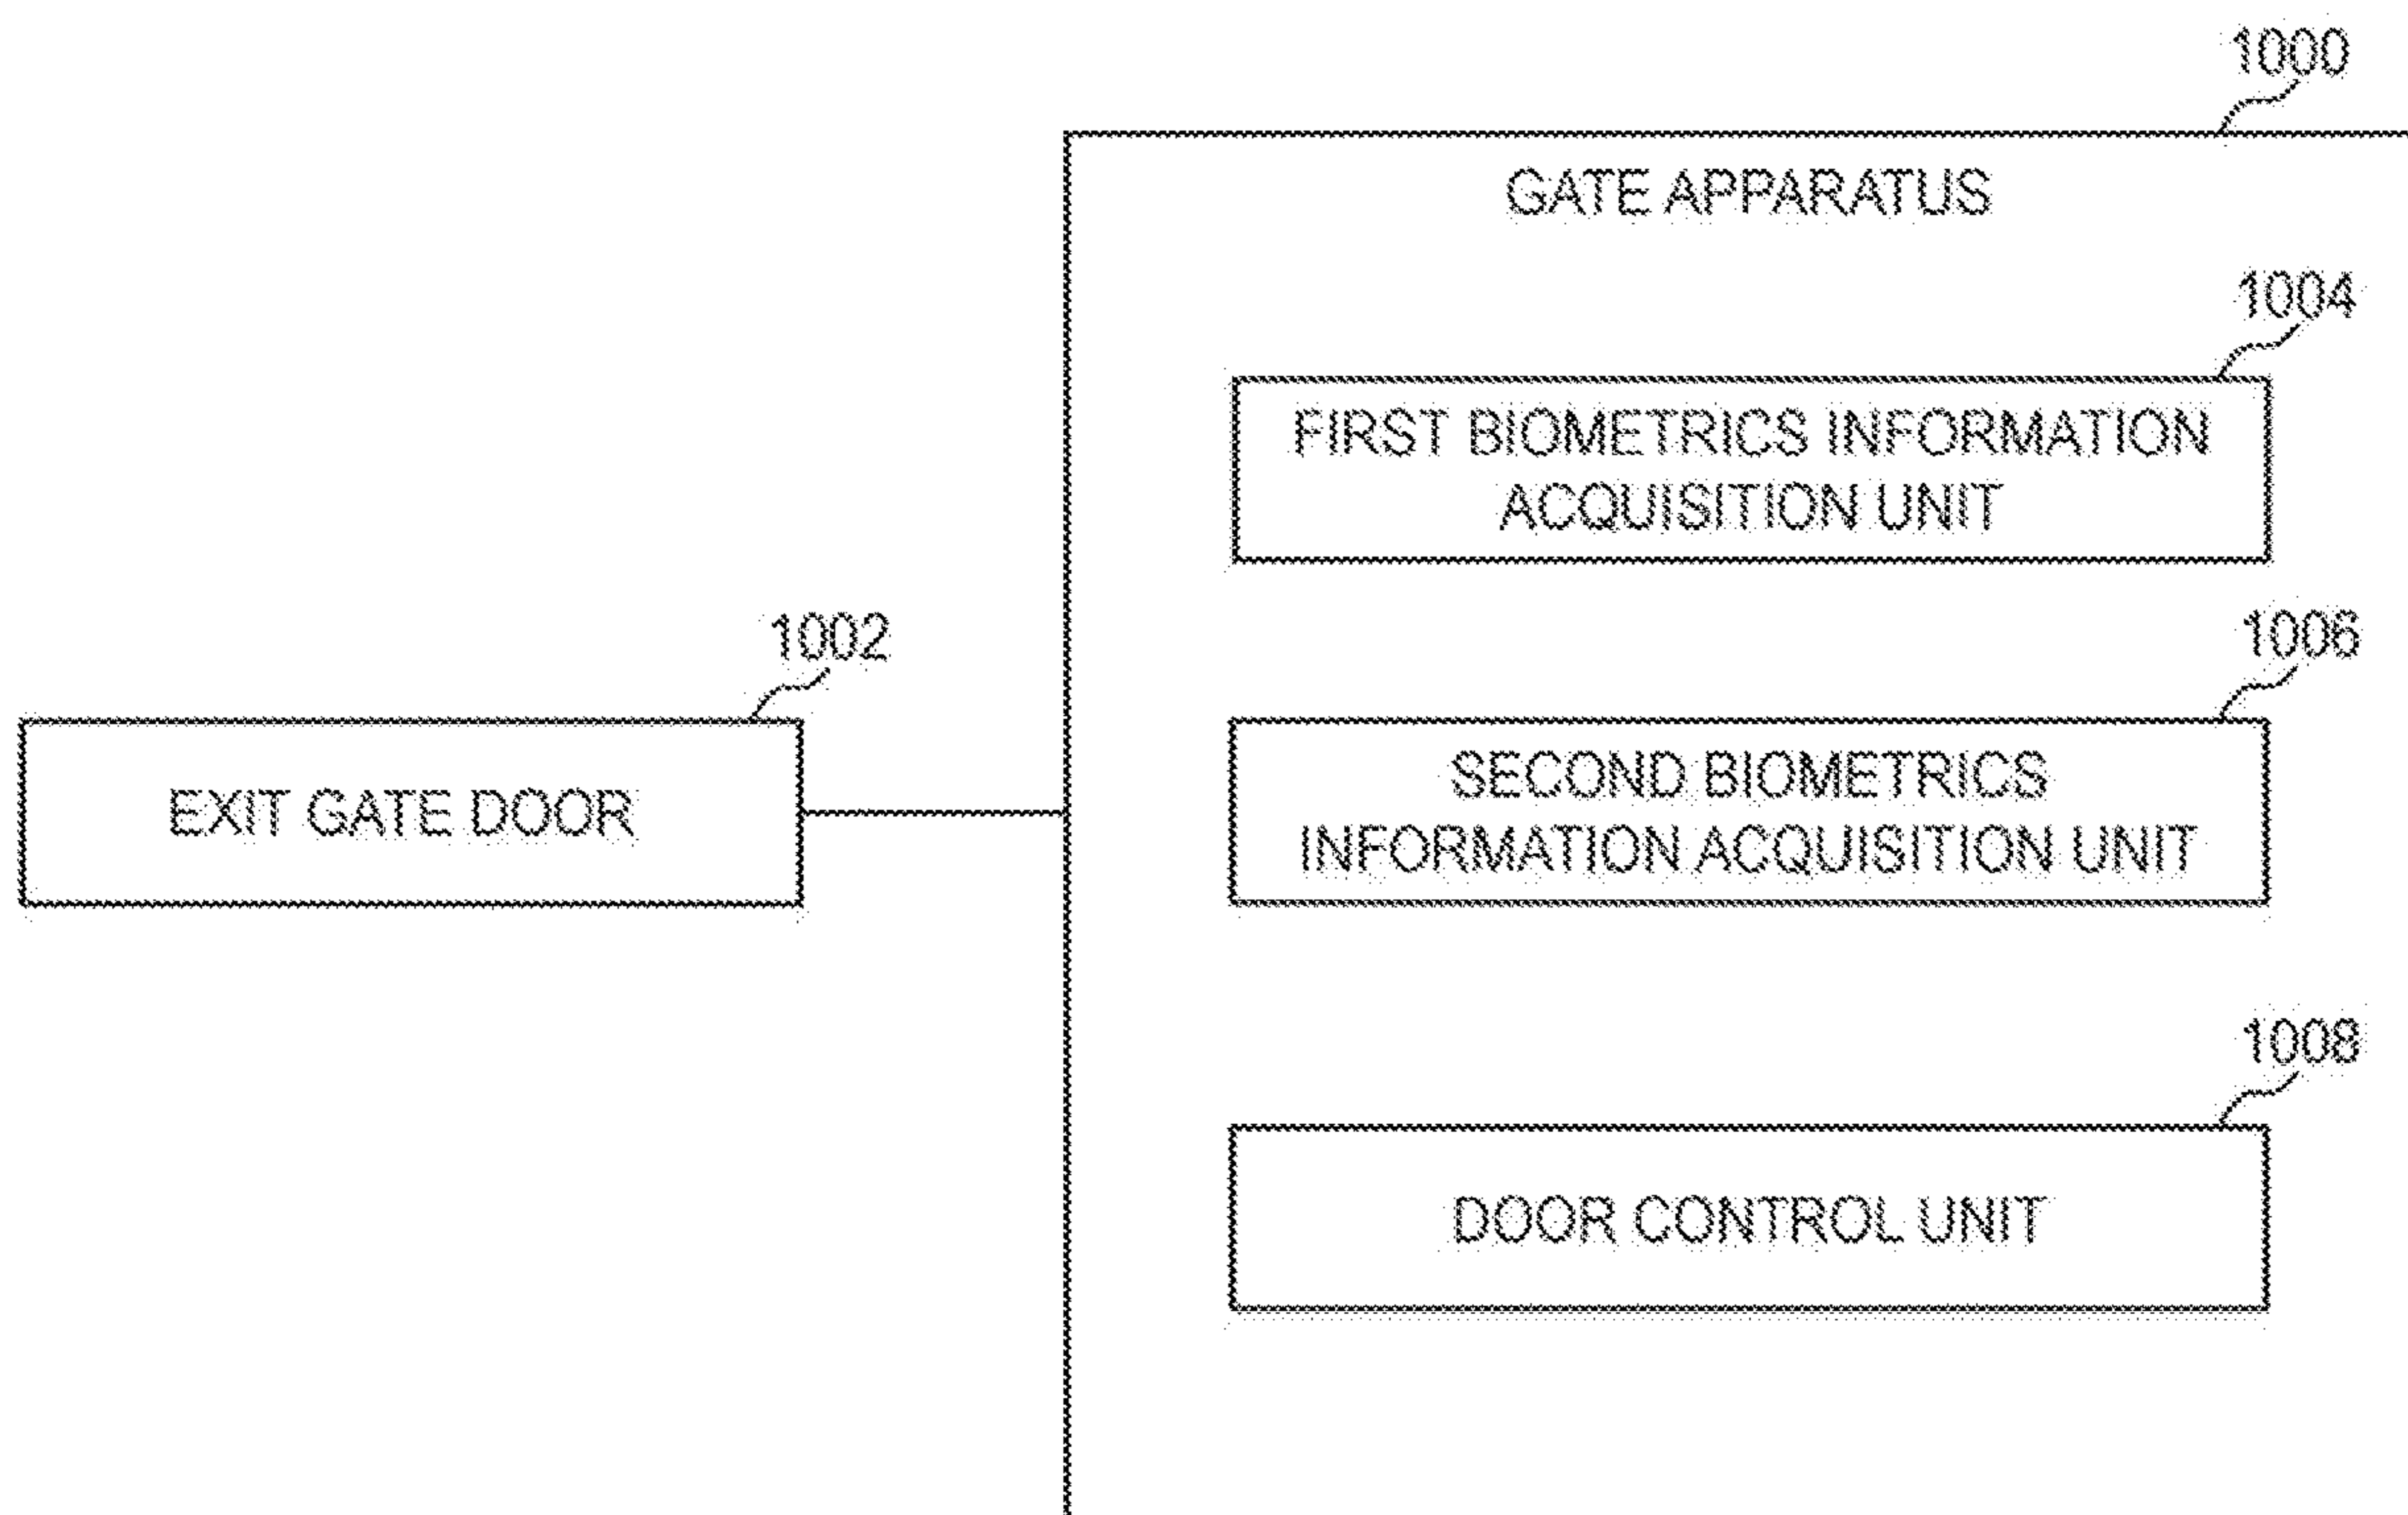 1000
GATE APPARATUS
1004
FIRST BIOMETRICS INFORMATION
ACQUISITION UNIT
1002
EXIT GATE DOOR
1006
SECOND BIOMETRICS
INFORMATION ACQUISITION UNIT
1008
DOOR CONTROL UNIT